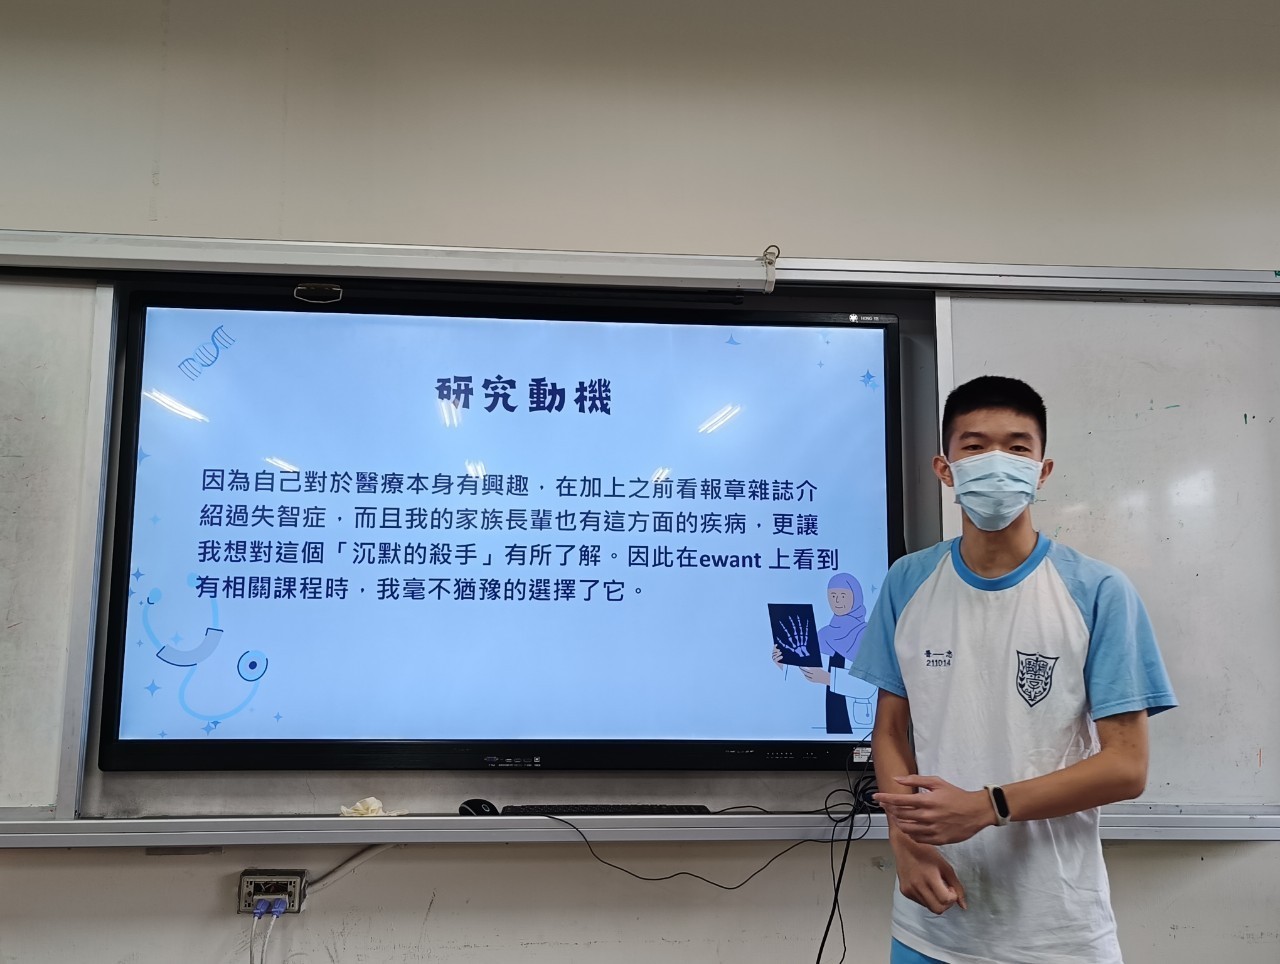 研究動機
因為自己對於醫療本身有興趣，在加上之前看報章雜誌介
紹過失智症，而且我的家族長輩也有這方面的疾病，更讓
我想對這個「沉默的殺手」有所了解。因此在ewant 上看到
有相關課程時，我毫不猶豫的選擇了它。
211014